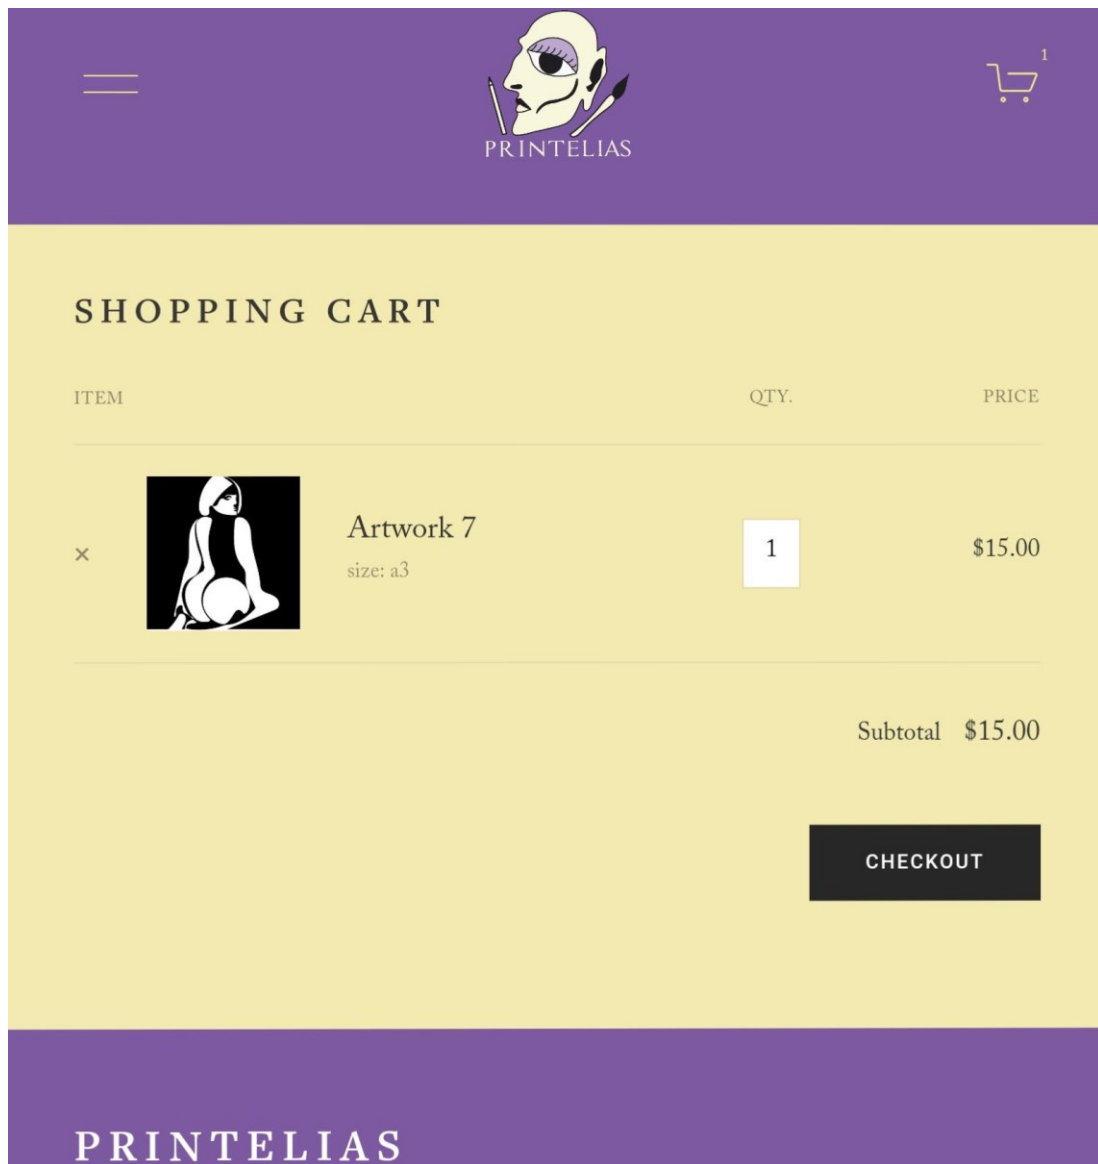 1
PRINTELIAS
SHOPPING CART
ITEM QTY. PRICE
× Artwork 7 1 $15.00
size: a3
Subtotal $15.00
CHECKOUT
PRINTELIAS